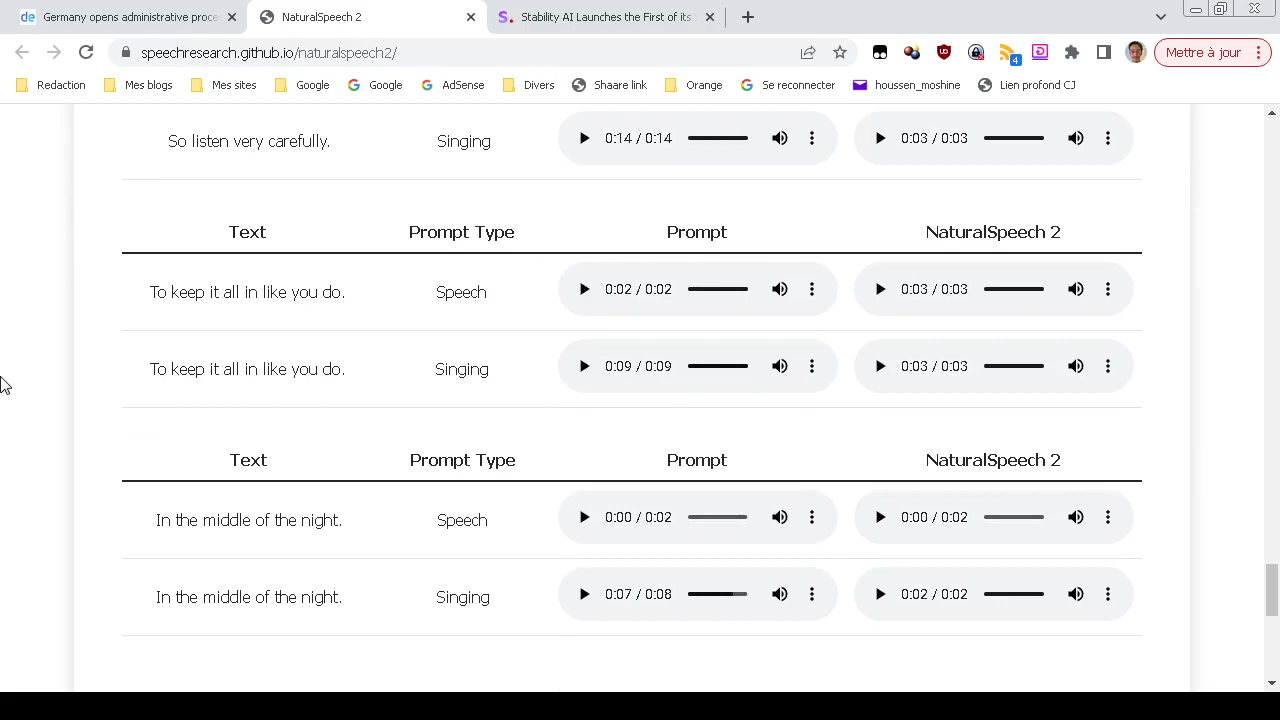 Germany opens administrative proce
NaturalSpeech 2
Stability AI Launches the First of its
speechresearch.github.io/naturalspeech2/
4
Mettre à jour
Redaction Mes blogs Mes sites Google Google AdSense Divers Shaare link Orange Se reconnecter houssen_moshine Lien profond CJ
So listen very carefully. Singing 0:14 / 0:14 0:03 / 0:03
Text Prompt Type Prompt NaturalSpeech 2
To keep it all in like you do. Speech 0:02 / 0:02 0:03 / 0:03
To keep it all in like you do. Singing 0:09 / 0:09 0:03 / 0:03
Text Prompt Type Prompt NaturalSpeech 2
In the middle of the night. Speech 0:00 / 0:02 0:00 / 0:02
In the middle of the night. Singing 0:07 / 0:08 0:02 / 0:02